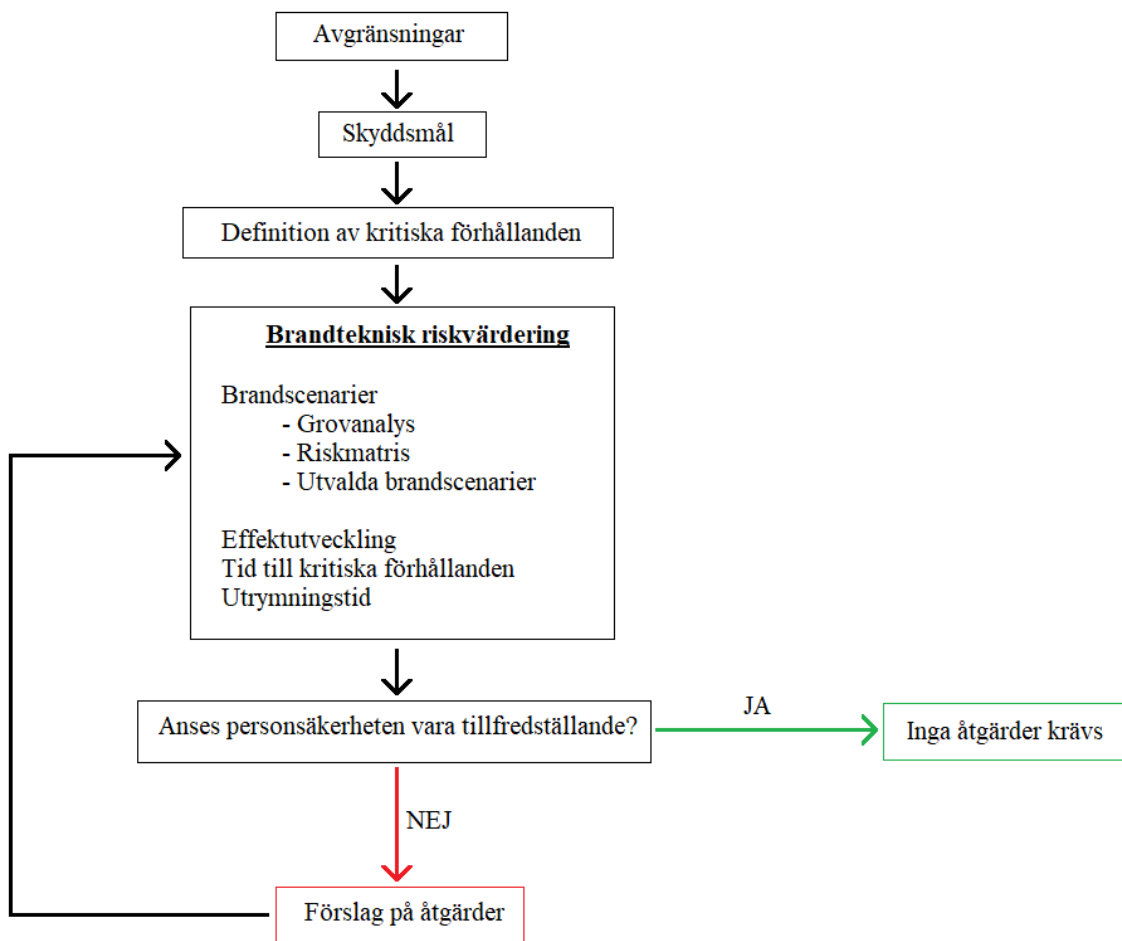 Avgränsningar
Skyddsmål
Definition av kritiska förhållanden
Brandteknisk riskvärdering
Brandscenarier
- Grovanalys
- Riskmatris
- Utvalda brandscenarier
Effektutveckling
Tid till kritiska förhållanden
Utrymningstid
Anses personsäkerheten vara tillfredställande?
JA
Inga åtgärder krävs
NEJ
Förslag på åtgärder